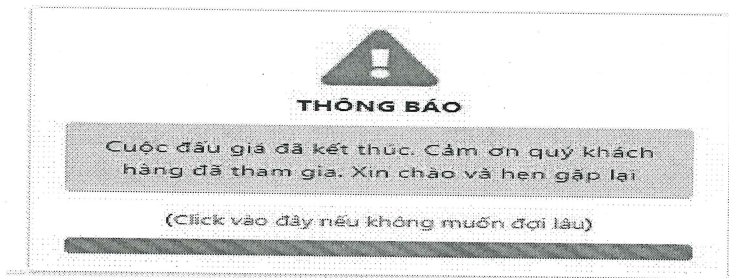 THÔNG BÁO
Cuộc đấu giá đã kết thúc. Cảm ơn quý khách
hàng đã tham gia. Xin chào và hẹn gặp lại
(Click vào đây nếu không muốn đợi lâu)